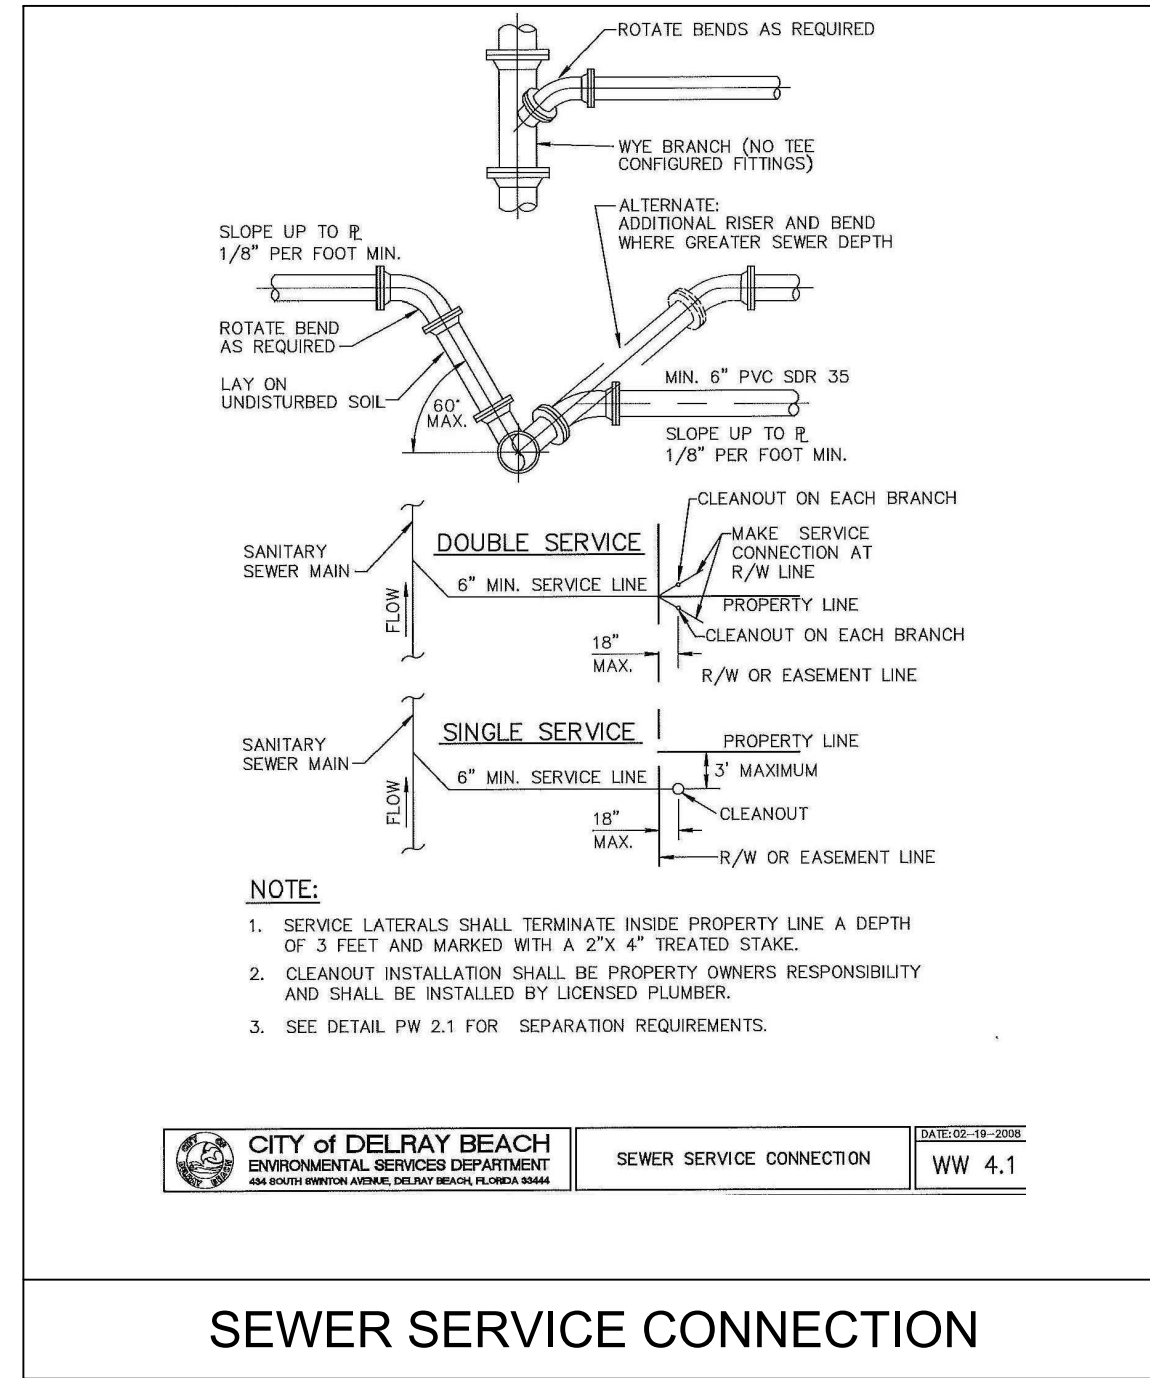 ROTATE BENDS AS REQUIRED
WYE BRANCH (NO TEE
CONFIGURED FITTINGS)
ALTERNATE:
ADDITIONAL RISER AND BEND
WHERE GREATER SEWER DEPTH
SLOPE UP TO ℄
1/8" PER FOOT MIN.
ROTATE BEND
AS REQUIRED
LAY ON
UNDISTURBED SOIL
60°
MAX.
MIN. 6" PVC SDR 35
SLOPE UP TO ℄
1/8" PER FOOT MIN.
CLEANOUT ON EACH BRANCH
DOUBLE SERVICE
MAKE SERVICE
CONNECTION AT
R/W LINE
SANITARY
SEWER MAIN
6" MIN. SERVICE LINE
FLOW
PROPERTY LINE
CLEANOUT ON EACH BRANCH
18"
MAX.
R/W OR EASEMENT LINE
SINGLE SERVICE
PROPERTY LINE
SANITARY
SEWER MAIN
6" MIN. SERVICE LINE
3' MAXIMUM
FLOW
CLEANOUT
18"
MAX.
R/W OR EASEMENT LINE
NOTE:
1. SERVICE LATERALS SHALL TERMINATE INSIDE PROPERTY LINE A DEPTH
OF 3 FEET AND MARKED WITH A 2"X 4" TREATED STAKE.
2. CLEANOUT INSTALLATION SHALL BE PROPERTY OWNERS RESPONSIBILITY
AND SHALL BE INSTALLED BY LICENSED PLUMBER.
3. SEE DETAIL PW 2.1 FOR SEPARATION REQUIREMENTS.
CITY OF
DELRAY BEACH
CITY of DELRAY BEACH
ENVIRONMENTAL SERVICES DEPARTMENT
434 SOUTH SWINTON AVENUE, DELRAY BEACH, FLORIDA 33444
SEWER SERVICE CONNECTION
DATE: 02-19-2008
WW 4.1
SEWER SERVICE CONNECTION